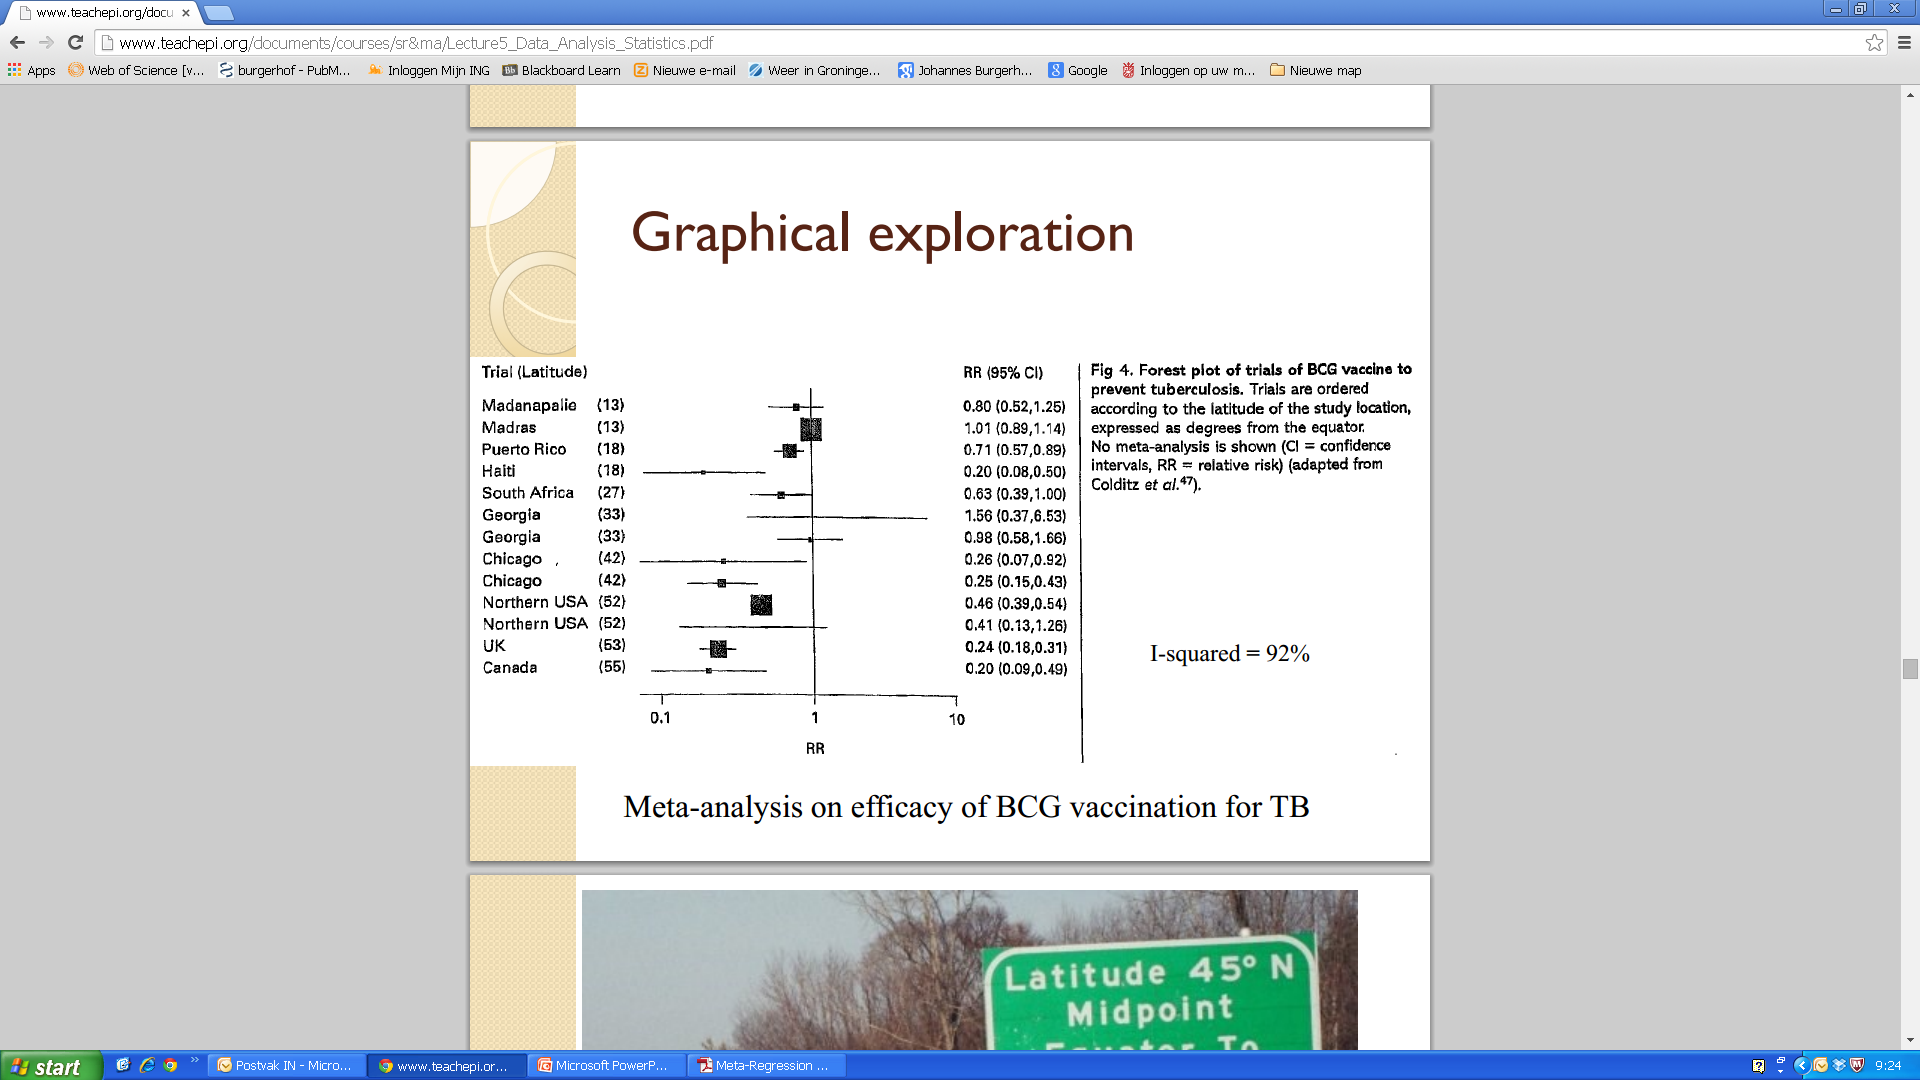 www.teachepi.org/docu
www.teachepi.org/documents/courses/sr&ma/Lecture5_Data_Analysis_Statistics.pdf
Apps Web of Science [v... burgerhof - PubM... Inloggen Mijn ING Blackboard Learn Nieuwe e-mail Weer in Groninge... Johannes Burgerh... Google Inloggen op uw m... Nieuwe map
Graphical exploration
Trial (Latitude) RR (95% CI)
Madanapalie (13) 0.80 (0.52,1.25)
Madras (13) 1.01 (0.89,1.14)
Puerto Rico (18) 0.71 (0.57,0.89)
Haiti (18) 0.20 (0.08,0.50)
South Africa (27) 0.63 (0.39,1.00)
Georgia (33) 1.56 (0.37,6.53)
Georgia (33) 0.98 (0.58,1.66)
Chicago (42) 0.26 (0.07,0.92)
Chicago (42) 0.25 (0.15,0.43)
Northern USA (52) 0.46 (0.39,0.54)
Northern USA (52) 0.41 (0.13,1.26)
UK (53) 0.24 (0.18,0.31)
Canada (55) 0.20 (0.09,0.49)
0.1 1 10
RR
Fig 4. Forest plot of trials of BCG vaccine to
prevent tuberculosis. Trials are ordered
according to the latitude of the study location,
expressed as degrees from the equator.
No meta-analysis is shown (CI = confidence
intervals, RR = relative risk) (adapted from
Colditz et al.47).
I-squared = 92%
Meta-analysis on efficacy of BCG vaccination for TB
Latitude 45° N
Midpoint
Equator To
start Postvak IN - Micro... www.teachepi.or... Microsoft PowerP... Meta-Regression ... 9:24